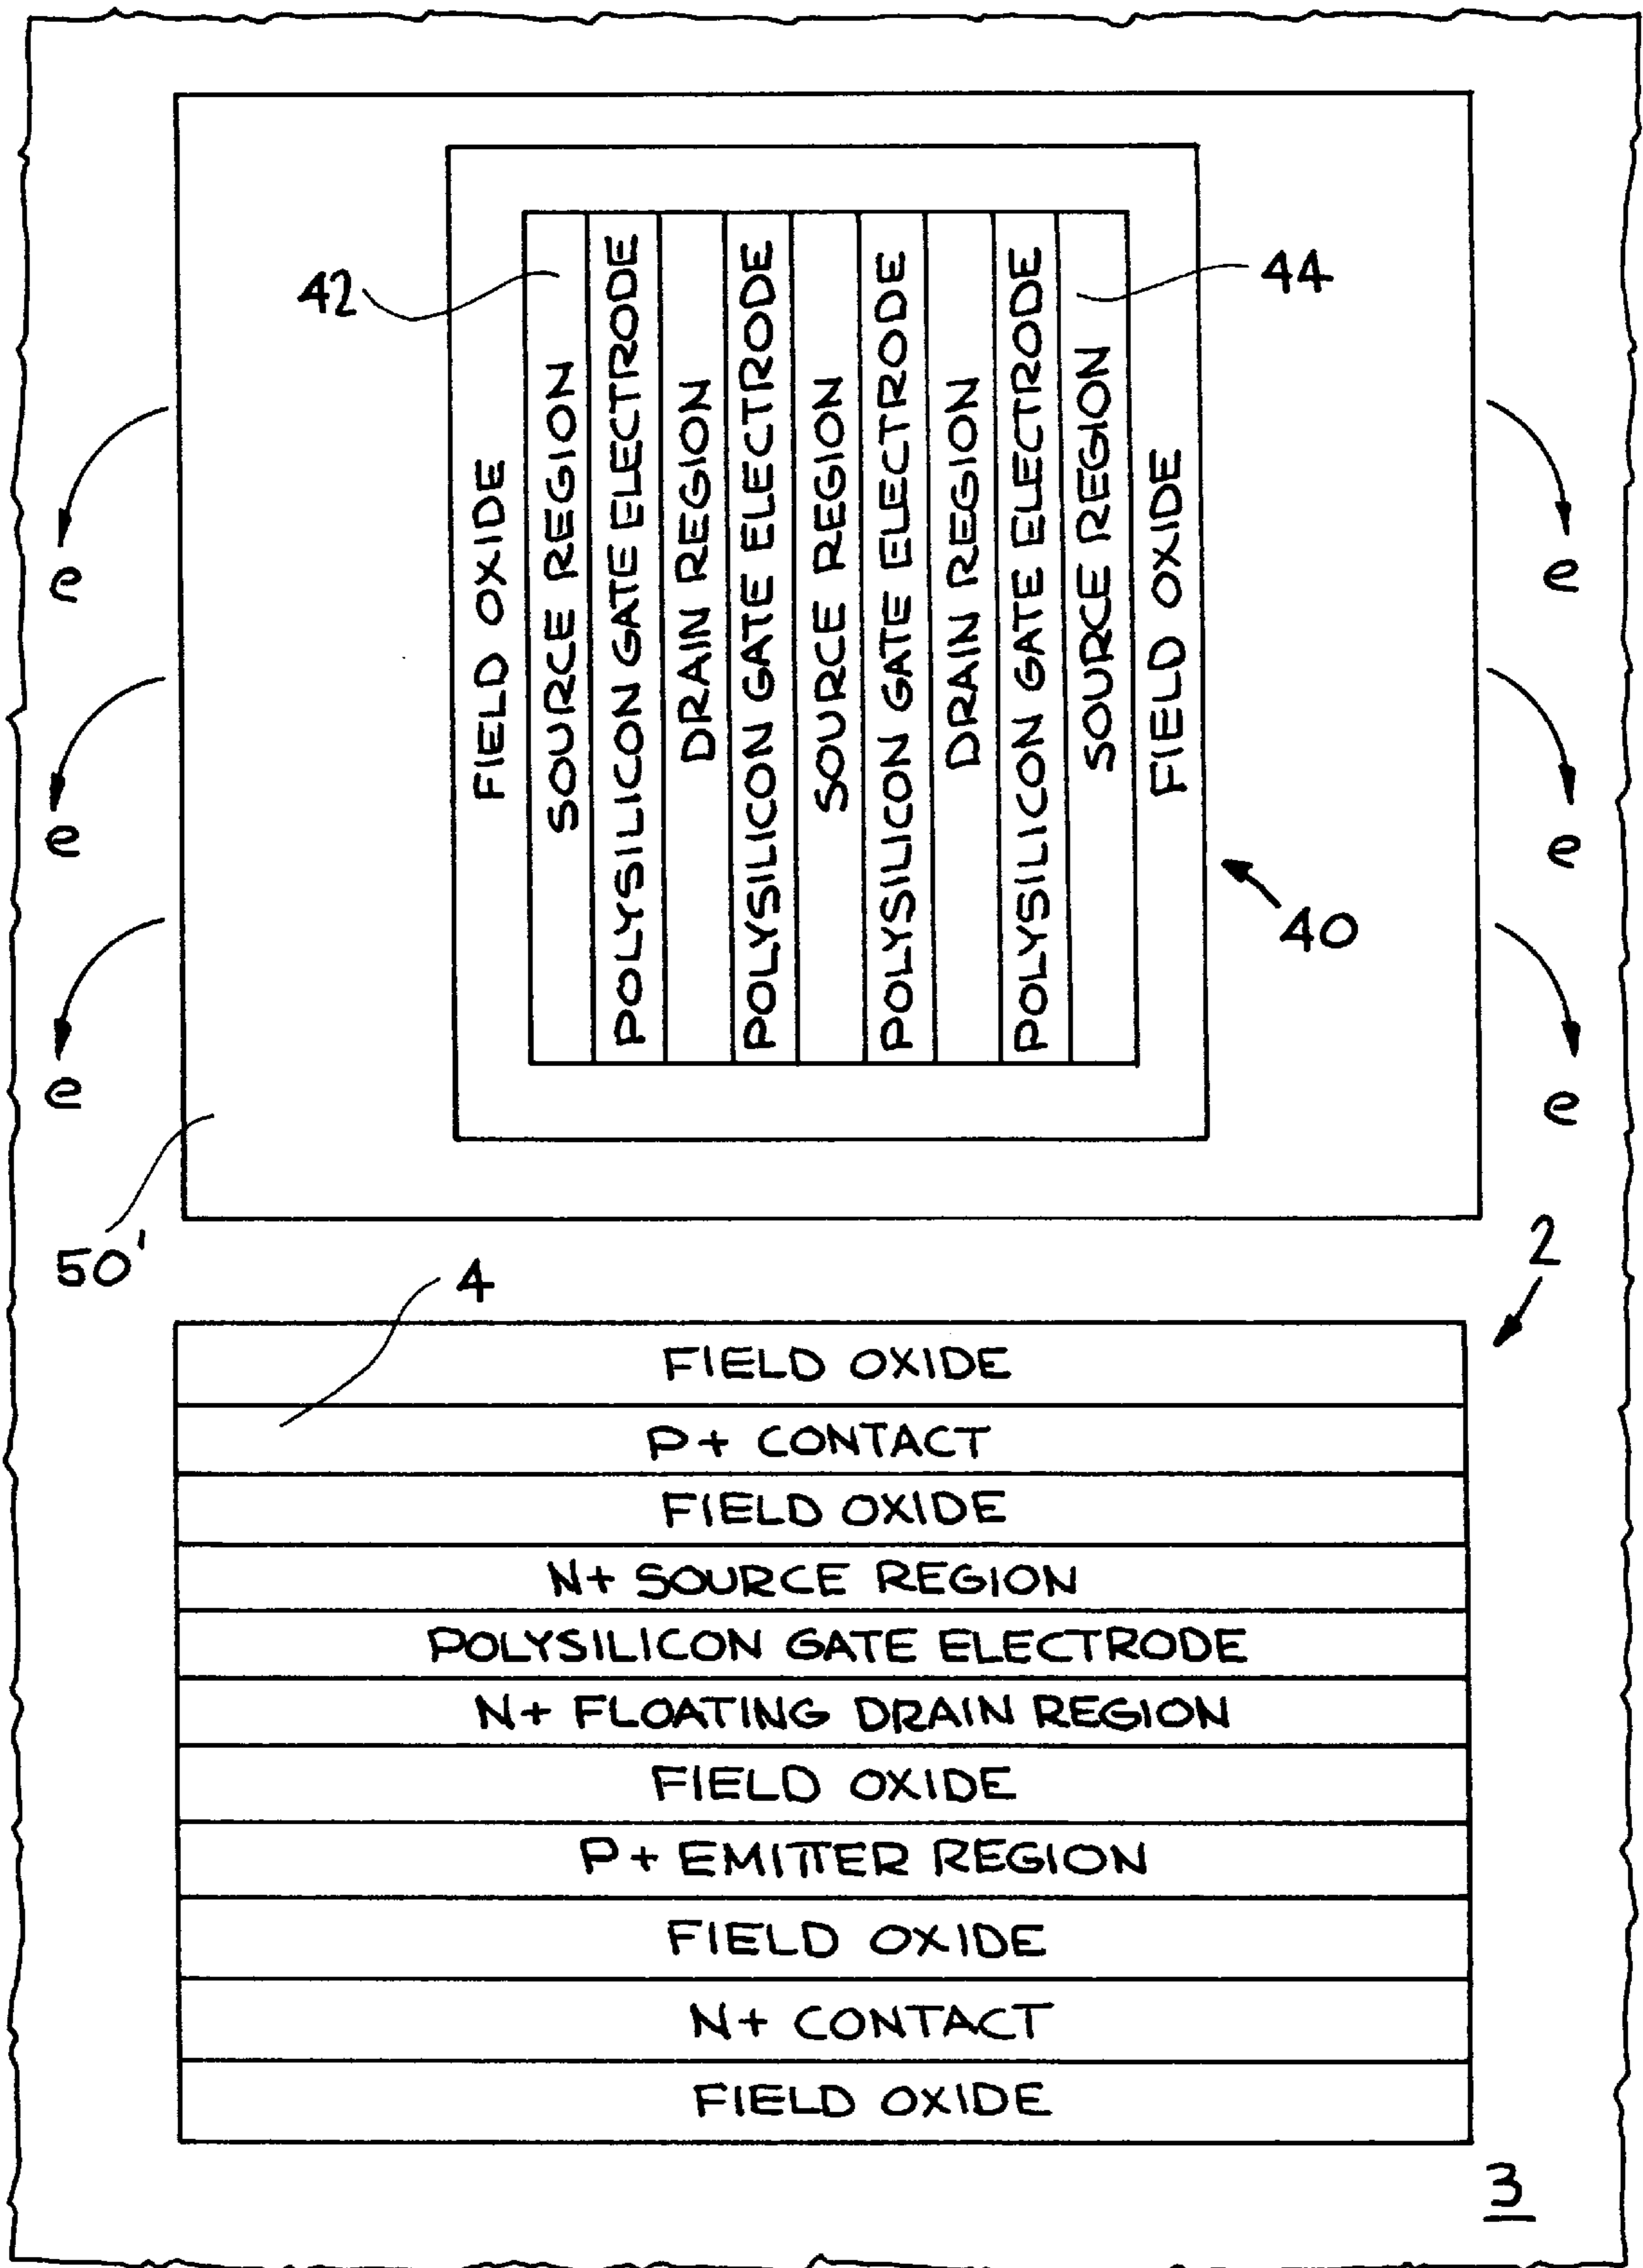 42
44
FIELD OXIDE
SOURCE REGION
POLYSILICON GATE ELECTRODE
DRAIN REGION
POLYSILICON GATE ELECTRODE
SOURCE REGION
POLYSILICON GATE ELECTRODE
DRAIN REGION
POLYSILICON GATE ELECTRODE
SOURCE REGION
FIELD OXIDE
e
e
e
e
e
e
40
50'
4
2
FIELD OXIDE
P+ CONTACT
FIELD OXIDE
N+ SOURCE REGION
POLYSILICON GATE ELECTRODE
N+ FLOATING DRAIN REGION
FIELD OXIDE
P+ EMITTER REGION
FIELD OXIDE
N+ CONTACT
FIELD OXIDE
3